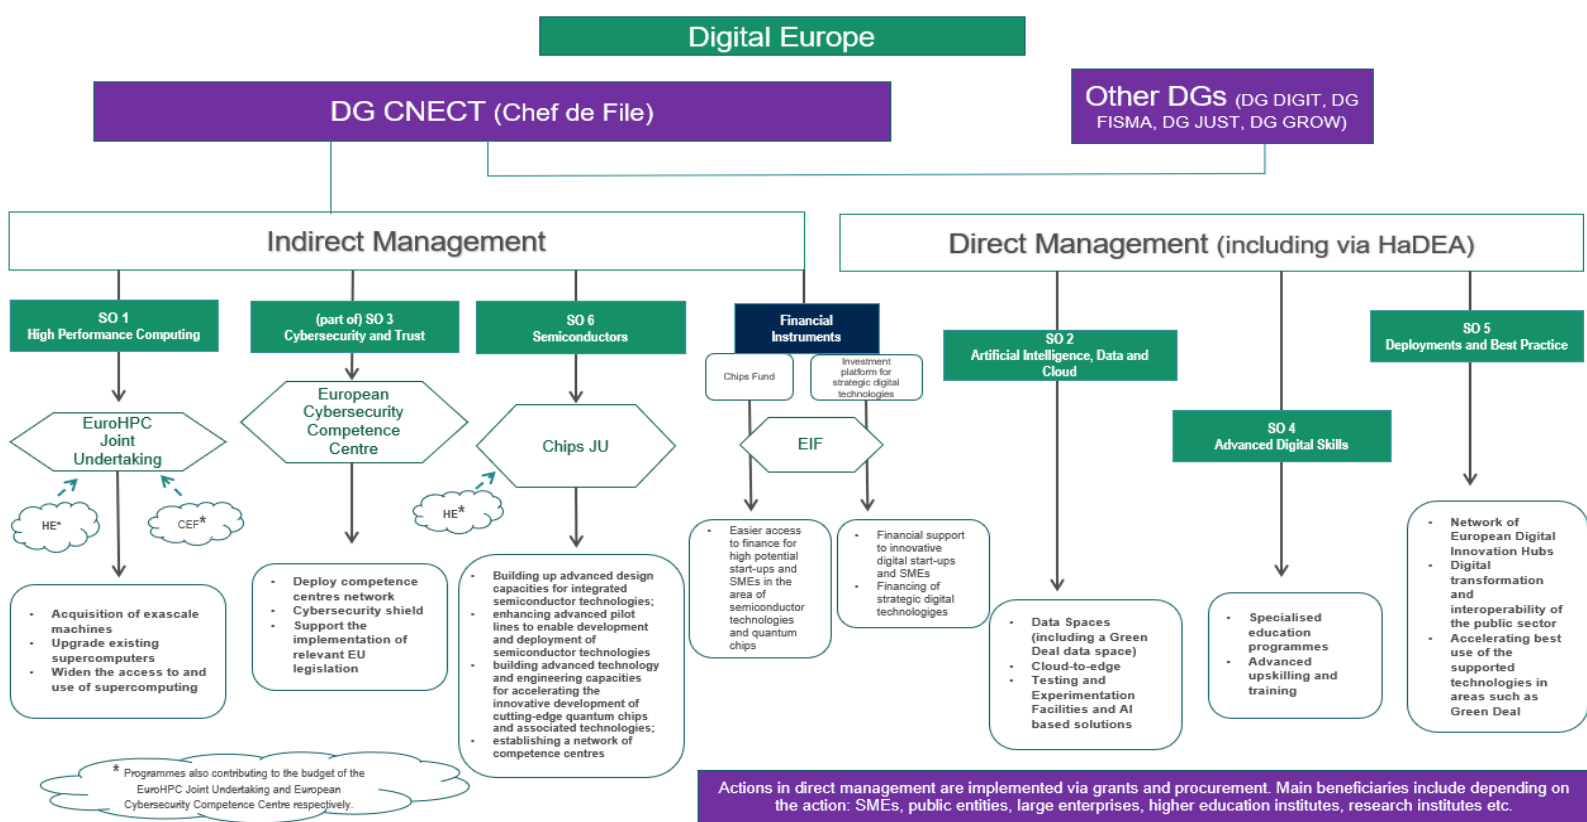 Digital Europe
DG CNECT (Chef de File)
Other DGs (DG DIGIT, DG
FISMA, DG JUST, DG GROW)
Indirect Management
Direct Management (including via HaDEA)
SO 1
High Performance Computing
(part of) SO 3
Cybersecurity and Trust
SO 6
Semiconductors
Financial
Instruments
SO 2
Artificial Intelligence, Data and
Cloud
SO 4
Advanced Digital Skills
SO 5
Deployments and Best Practice
Chips Fund
Investment
platform for
strategic digital
technologies
EuroHPC
Joint
Undertaking
European
Cybersecurity
Competence
Centre
Chips JU
EIF
HE*
CEF*
HE*
· Acquisition of exascale
machines
· Upgrade existing
supercomputers
· Widen the access to and
use of supercomputing
· Deploy competence
centres network
· Cybersecurity shield
· Support the
implementation of
relevant EU
legislation
· Building up advanced design
capacities for integrated
semiconductor technologies;
· enhancing advanced pilot
lines to enable development
and deployment of
semiconductor technologies
· building advanced technology
and engineering capacities
for accelerating the
innovative development of
cutting-edge quantum chips
and associated technologies;
· establishing a network of
competence centres
· Easier access
to finance for
high potential
start-ups and
SMEs in the
area of
semiconductor
technologies
and quantum
chips
· Financial support
to innovative
digital start-ups
and SMEs
· Financing of
strategic digital
technologiges
· Data Spaces
(including a Green
Deal data space)
· Cloud-to-edge
· Testing and
Experimentation
Facilities and AI
based solutions
· Specialised
education
programmes
· Advanced
upskilling and
training
· Network of
European Digital
Innovation Hubs
· Digital
transformation
and
interoperability of
the public sector
· Accelerating best
use of the
supported
technologies in
areas such as
Green Deal
* Programmes also contributing to the budget of the
EuroHPC Joint Undertaking and European
Cybersecurity Competence Centre respectively.
Actions in direct management are implemented via grants and procurement. Main beneficiaries include depending on
the action: SMEs, public entities, large enterprises, higher education institutes, research institutes etc.